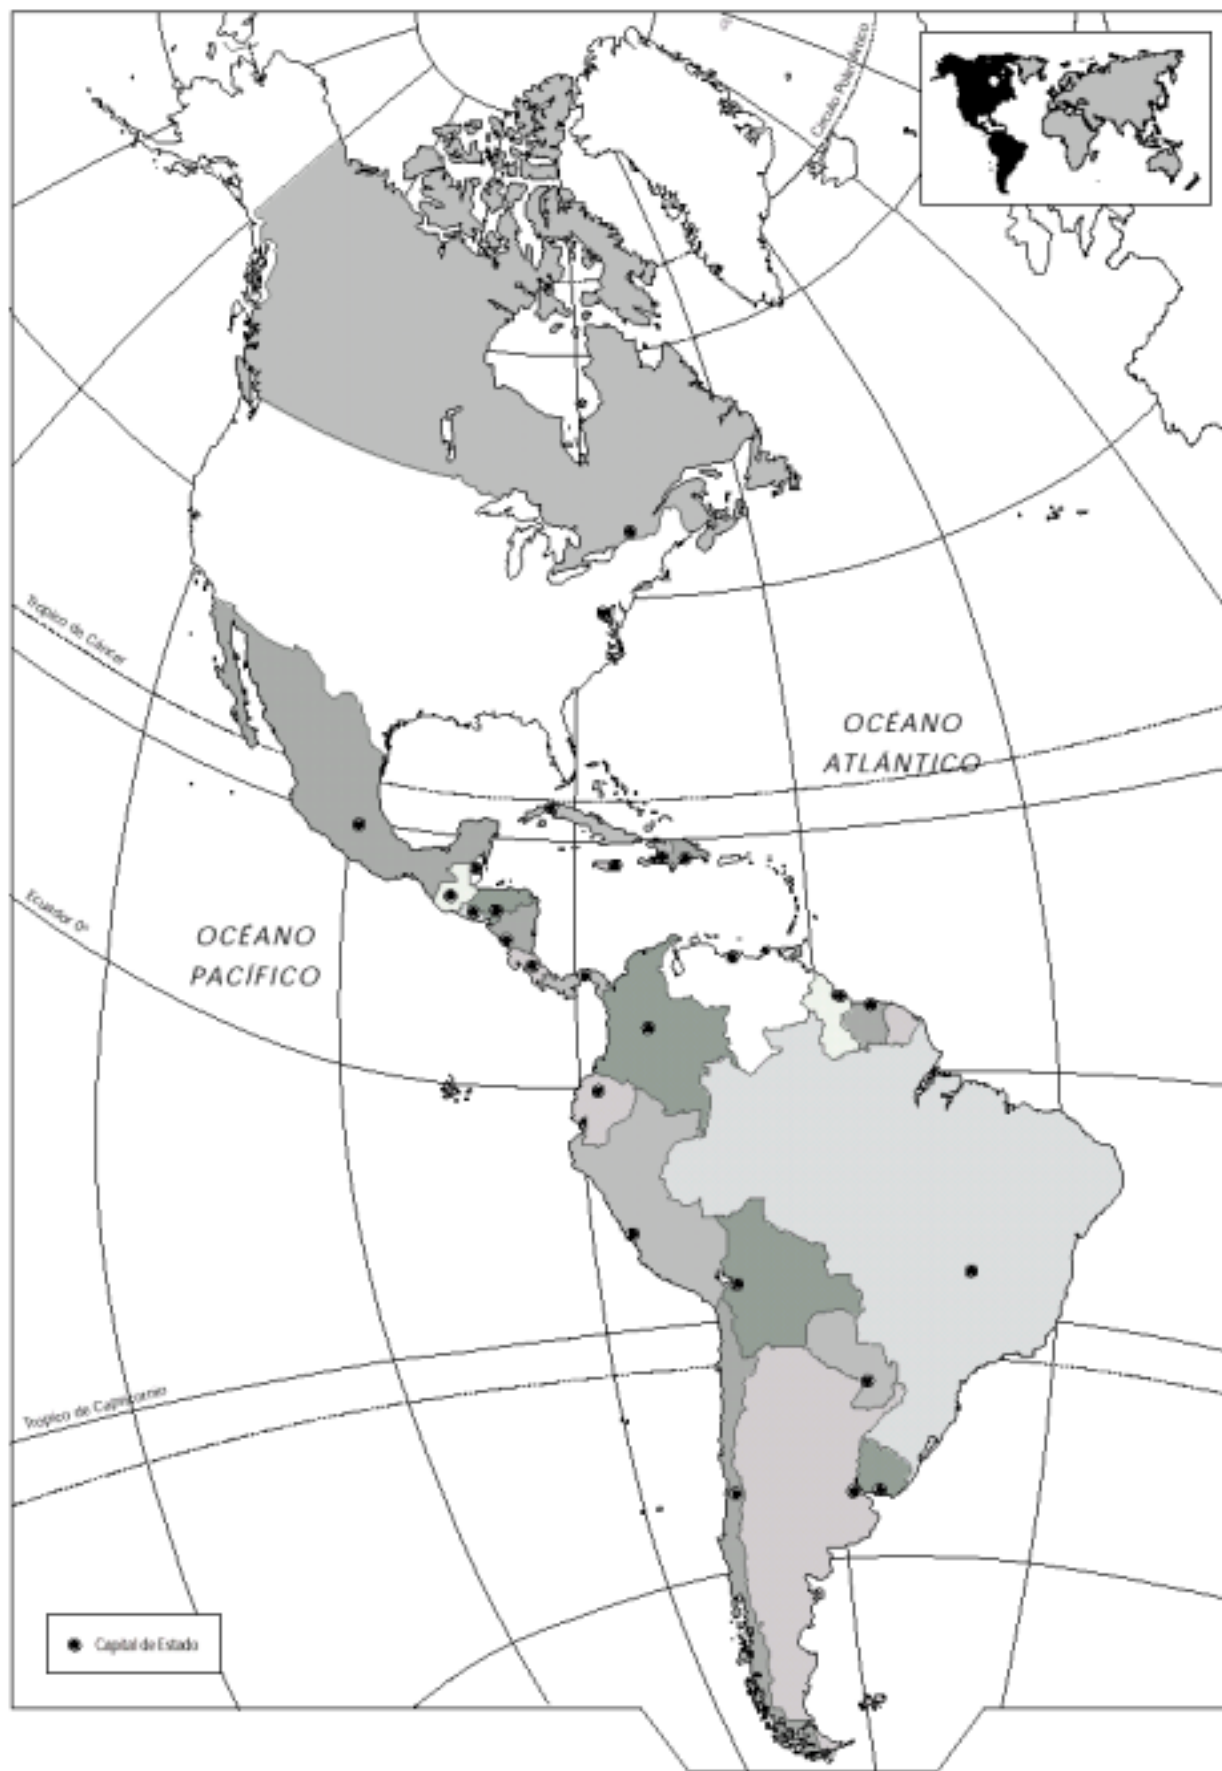 Círculo Polar Ártico
Trópico de Cáncer
OCÉANO
ATLÁNTICO
Ecuador 0°
OCÉANO
PACÍFICO
Trópico de Capricornio
Capital de Estado